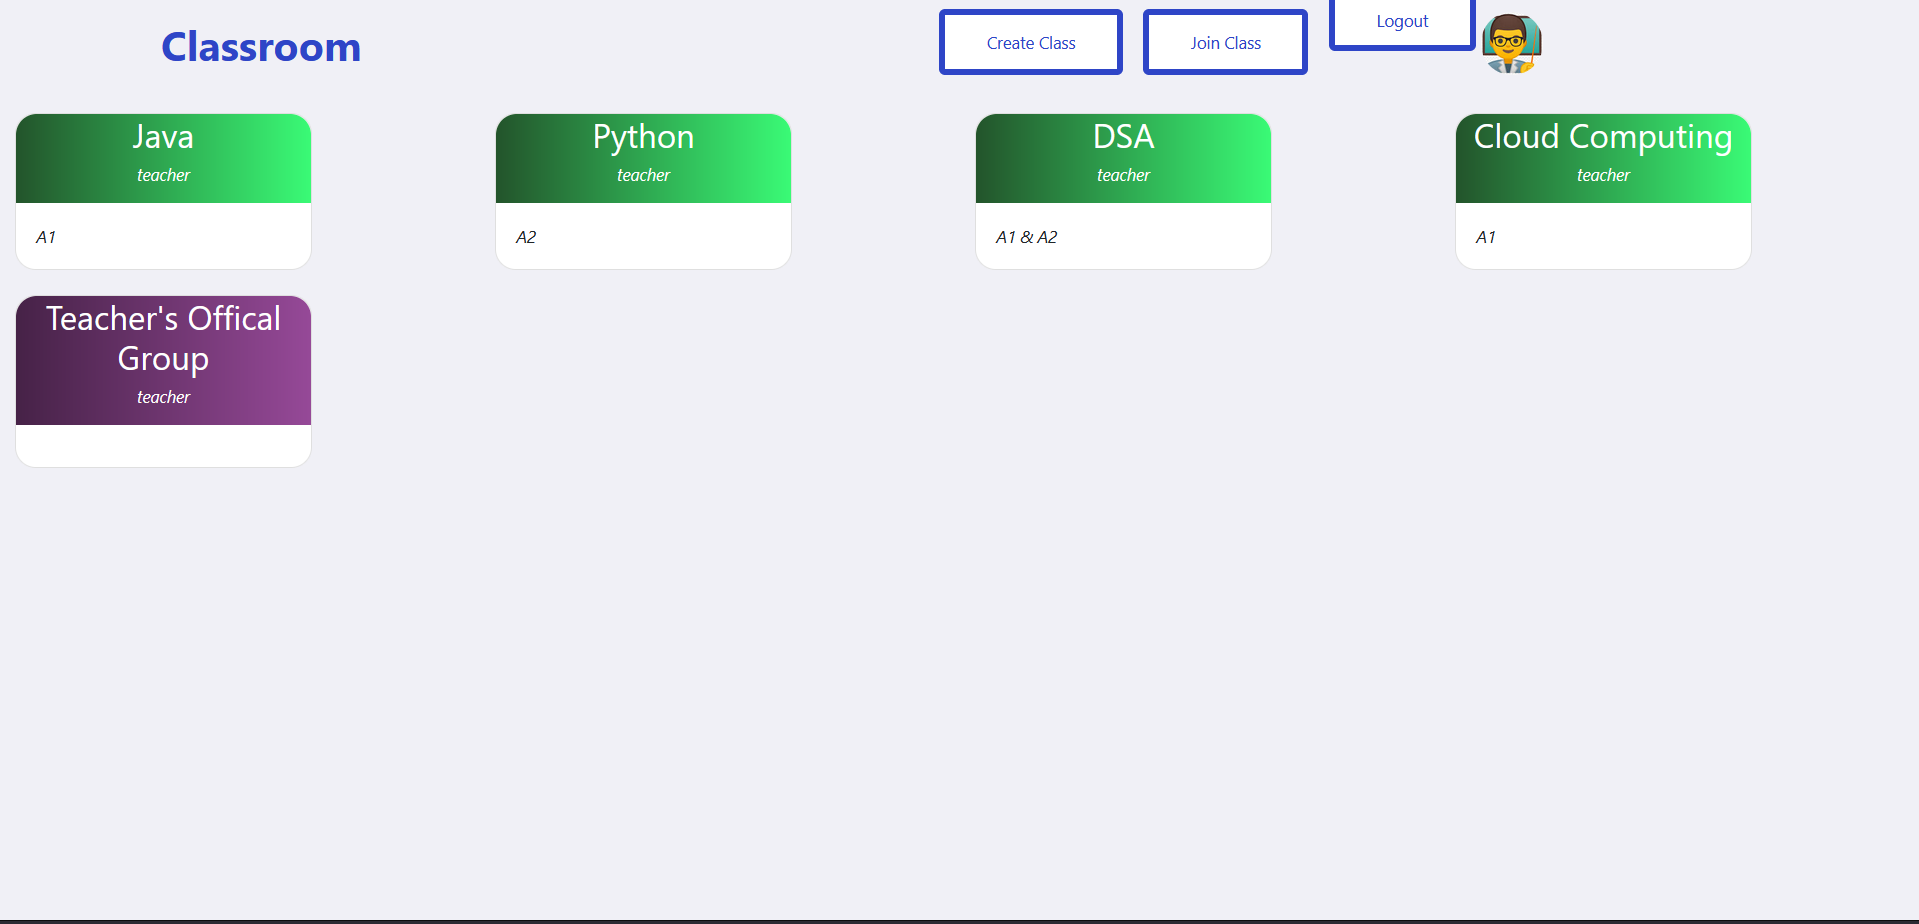 Classroom
Create Class
Join Class
Logout
Java
teacher
A1
Python
teacher
A2
DSA
teacher
A1 & A2
Cloud Computing
teacher
A1
Teacher's Offical
Group
teacher